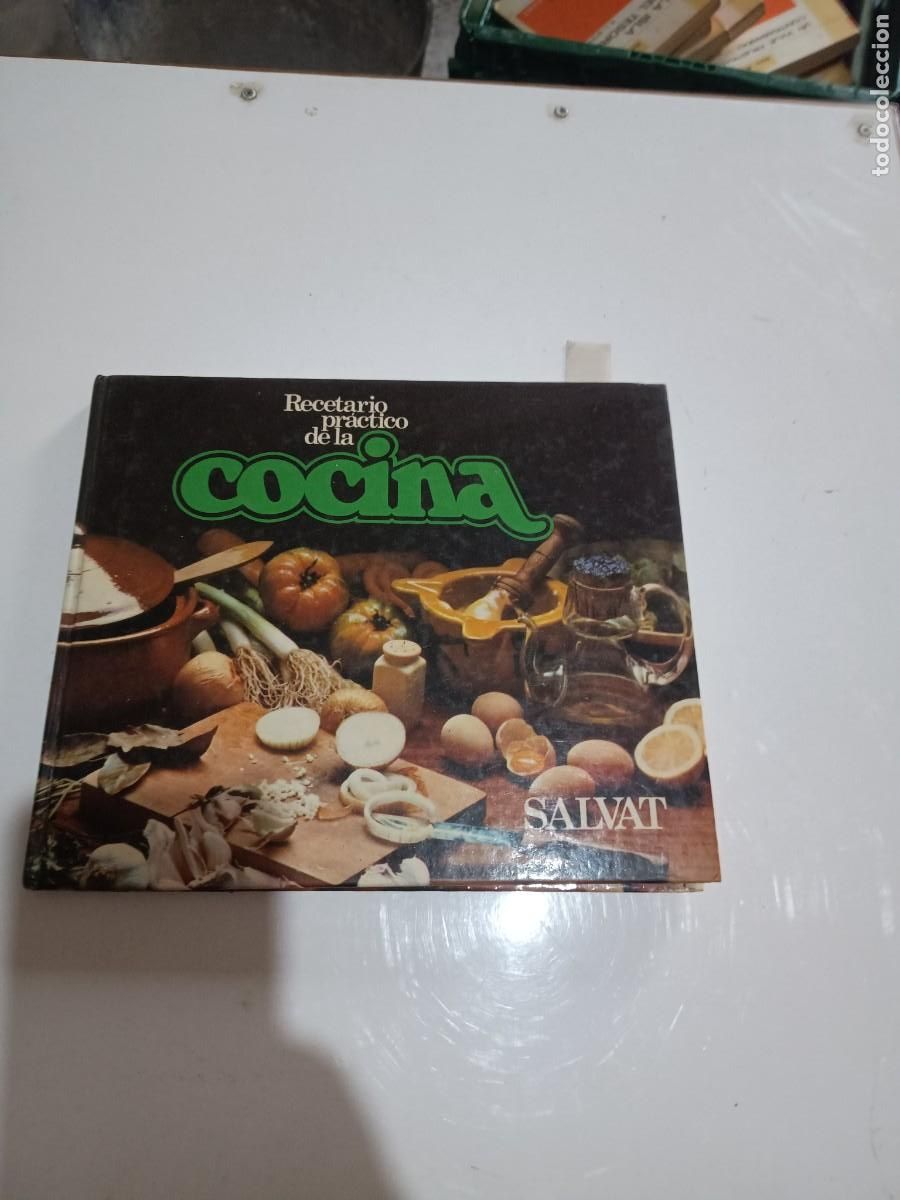 Recetario
práctico
de la
cocina
SALVAT
todocoleccion